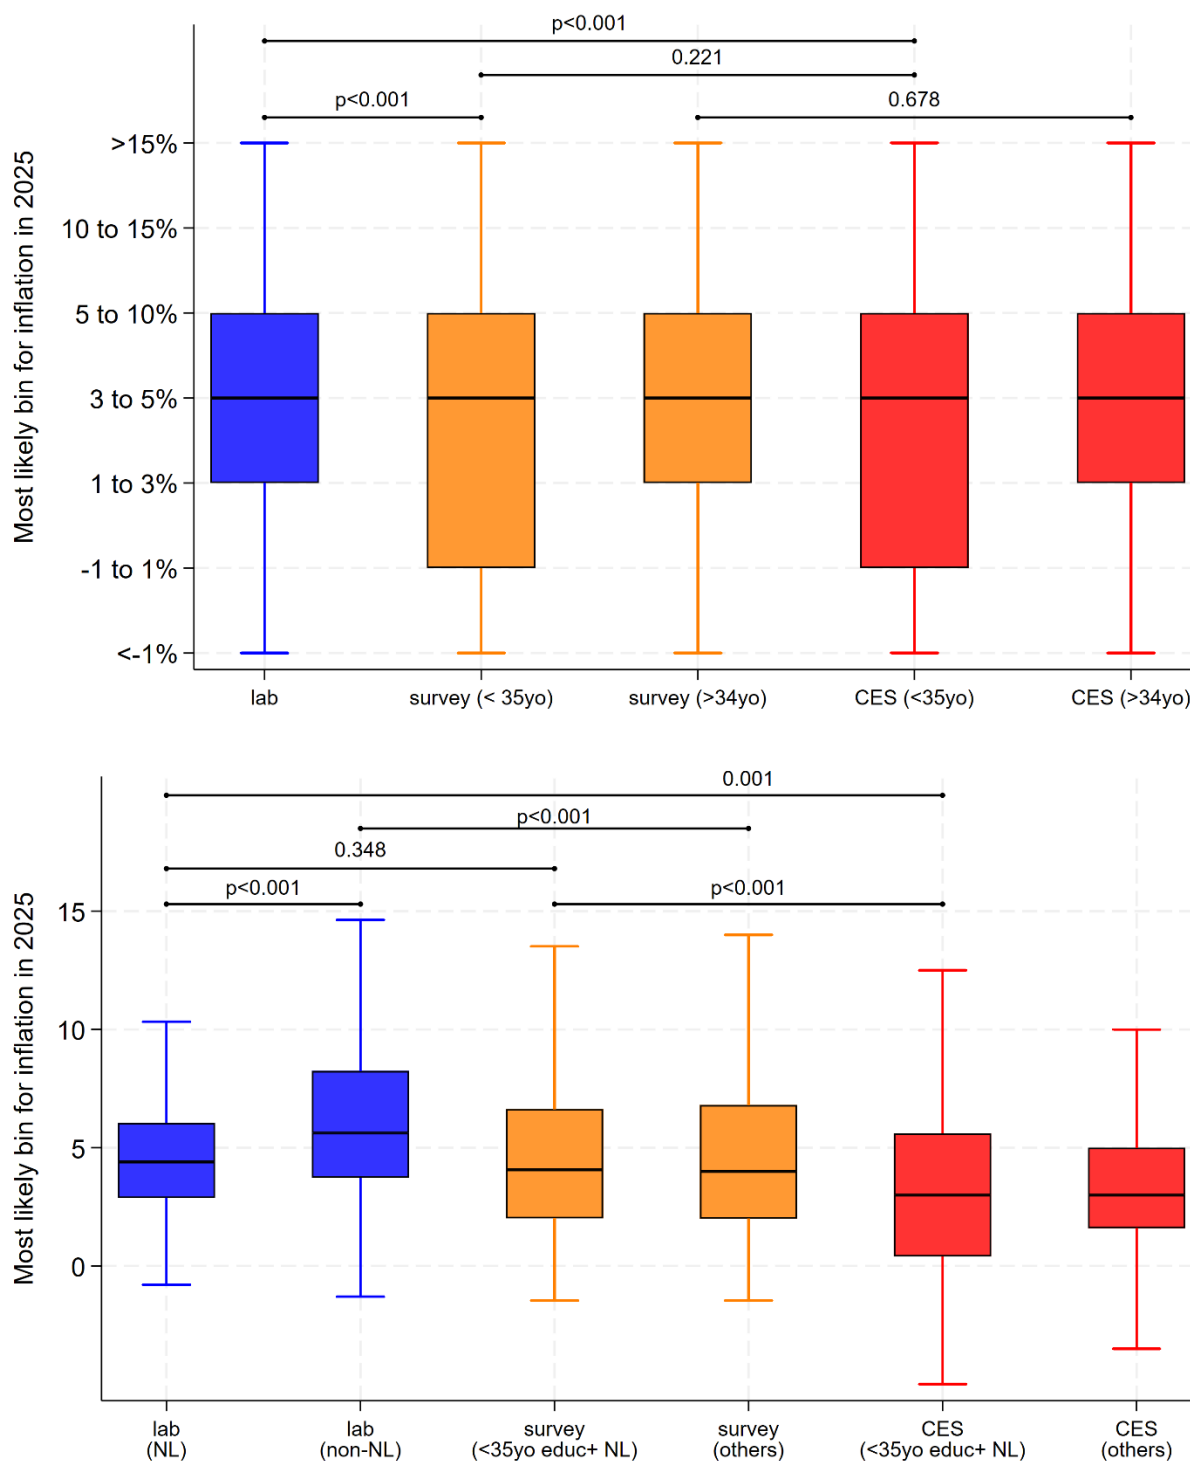 p<0.001
0.221
p<0.001
0.678
Most likely bin for inflation in 2025
>15%
10 to 15%
5 to 10%
3 to 5%
1 to 3%
-1 to 1%
<-1%
lab
survey (< 35yo)
survey (>34yo)
CES (<35yo)
CES (>34yo)
0.001
p<0.001
0.348
p<0.001
p<0.001
Most likely bin for inflation in 2025
15
10
5
0
lab
(NL)
lab
(non-NL)
survey
(<35yo educ+ NL)
survey
(others)
CES
(<35yo educ+ NL)
CES
(others)